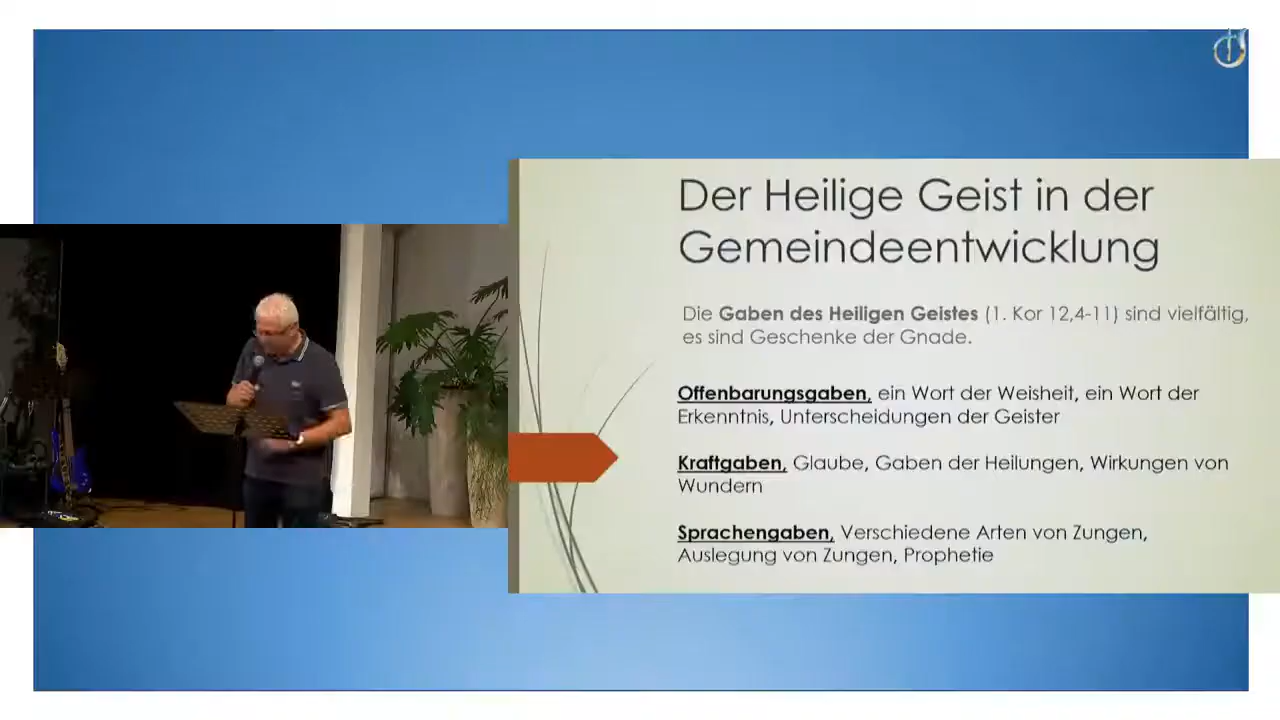 Der Heilige Geist in der
Gemeindeentwicklung
Die Gaben des Heiligen Geistes (1. Kor 12,4-11) sind vielfältig,
es sind Geschenke der Gnade.
Offenbarungsgaben, ein Wort der Weisheit, ein Wort der
Erkenntnis, Unterscheidungen der Geister
Kraftgaben, Glaube, Gaben der Heilungen, Wirkungen von
Wundern
Sprachengaben, Verschiedene Arten von Zungen,
Auslegung von Zungen, Prophetie